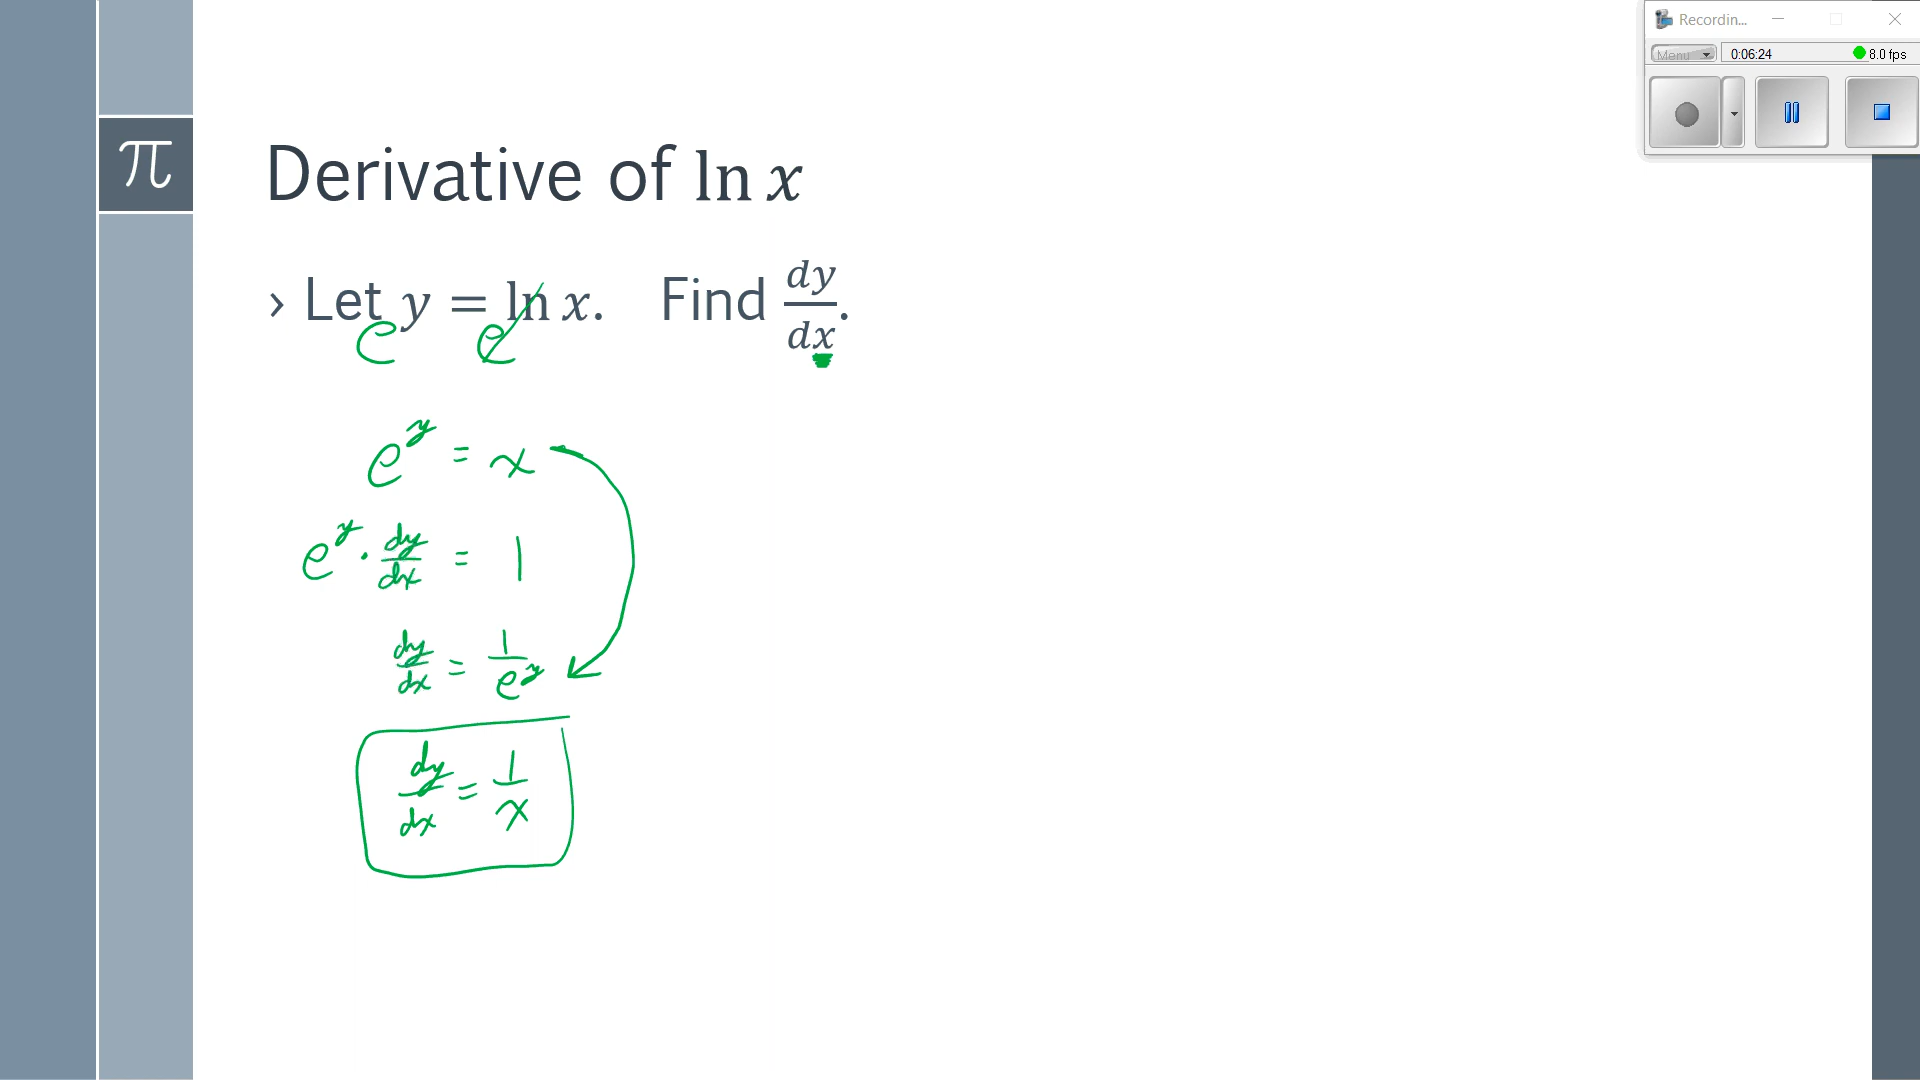 Recordin...
Menu 0:06:24 8.0 fps
π
Derivative of ln x
› Let y = ln x. Find dy/dx.
e e
e^y = x
e^y · dy/dx = 1
dy/dx = 1/e^y
dy/dx = 1/x